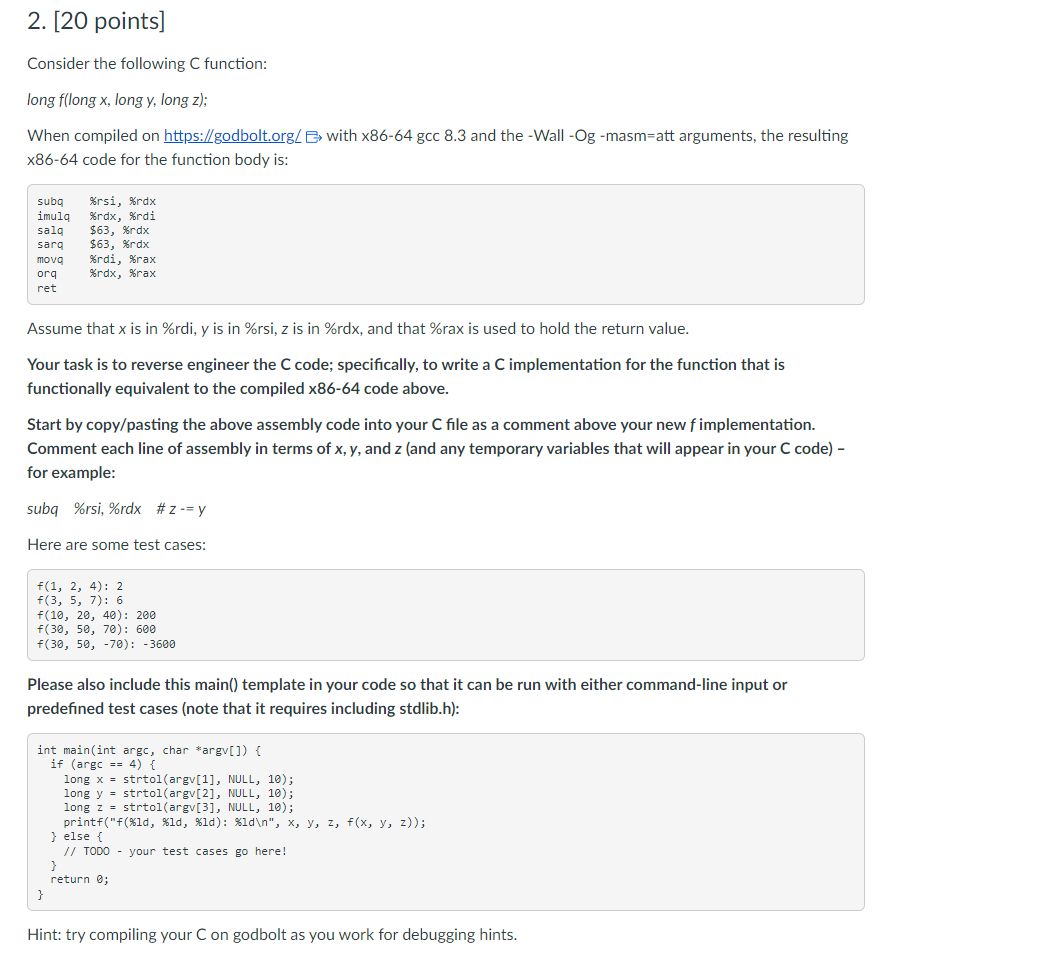 2. [20 points]
Consider the following C function:
long f(long x, long y, long z);
When compiled on https://godbolt.org/ with x86-64 gcc 8.3 and the -Wall -Og -masm=att arguments, the resulting
x86-64 code for the function body is:
subq %rsi, %rdx
imulq %rdx, %rdi
salq $63, %rdx
sarq $63, %rdx
movq %rdi, %rax
orq %rdx, %rax
ret
Assume that x is in %rdi, y is in %rsi, z is in %rdx, and that %rax is used to hold the return value.
Your task is to reverse engineer the C code; specifically, to write a C implementation for the function that is
functionally equivalent to the compiled x86-64 code above.
Start by copy/pasting the above assembly code into your C file as a comment above your new f implementation.
Comment each line of assembly in terms of x, y, and z (and any temporary variables that will appear in your C code) –
for example:
subq %rsi, %rdx # z -= y
Here are some test cases:
f(1, 2, 4): 2
f(3, 5, 7): 6
f(10, 20, 40): 200
f(30, 50, 70): 600
f(30, 50, -70): -3600
Please also include this main() template in your code so that it can be run with either command-line input or
predefined test cases (note that it requires including stdlib.h):
int main(int argc, char *argv[]) {
if (argc == 4) {
long x = strtol(argv[1], NULL, 10);
long y = strtol(argv[2], NULL, 10);
long z = strtol(argv[3], NULL, 10);
printf("f(%ld, %ld, %ld): %ld\n", x, y, z, f(x, y, z));
} else {
// TODO - your test cases go here!
}
return 0;
}
Hint: try compiling your C on godbolt as you work for debugging hints.